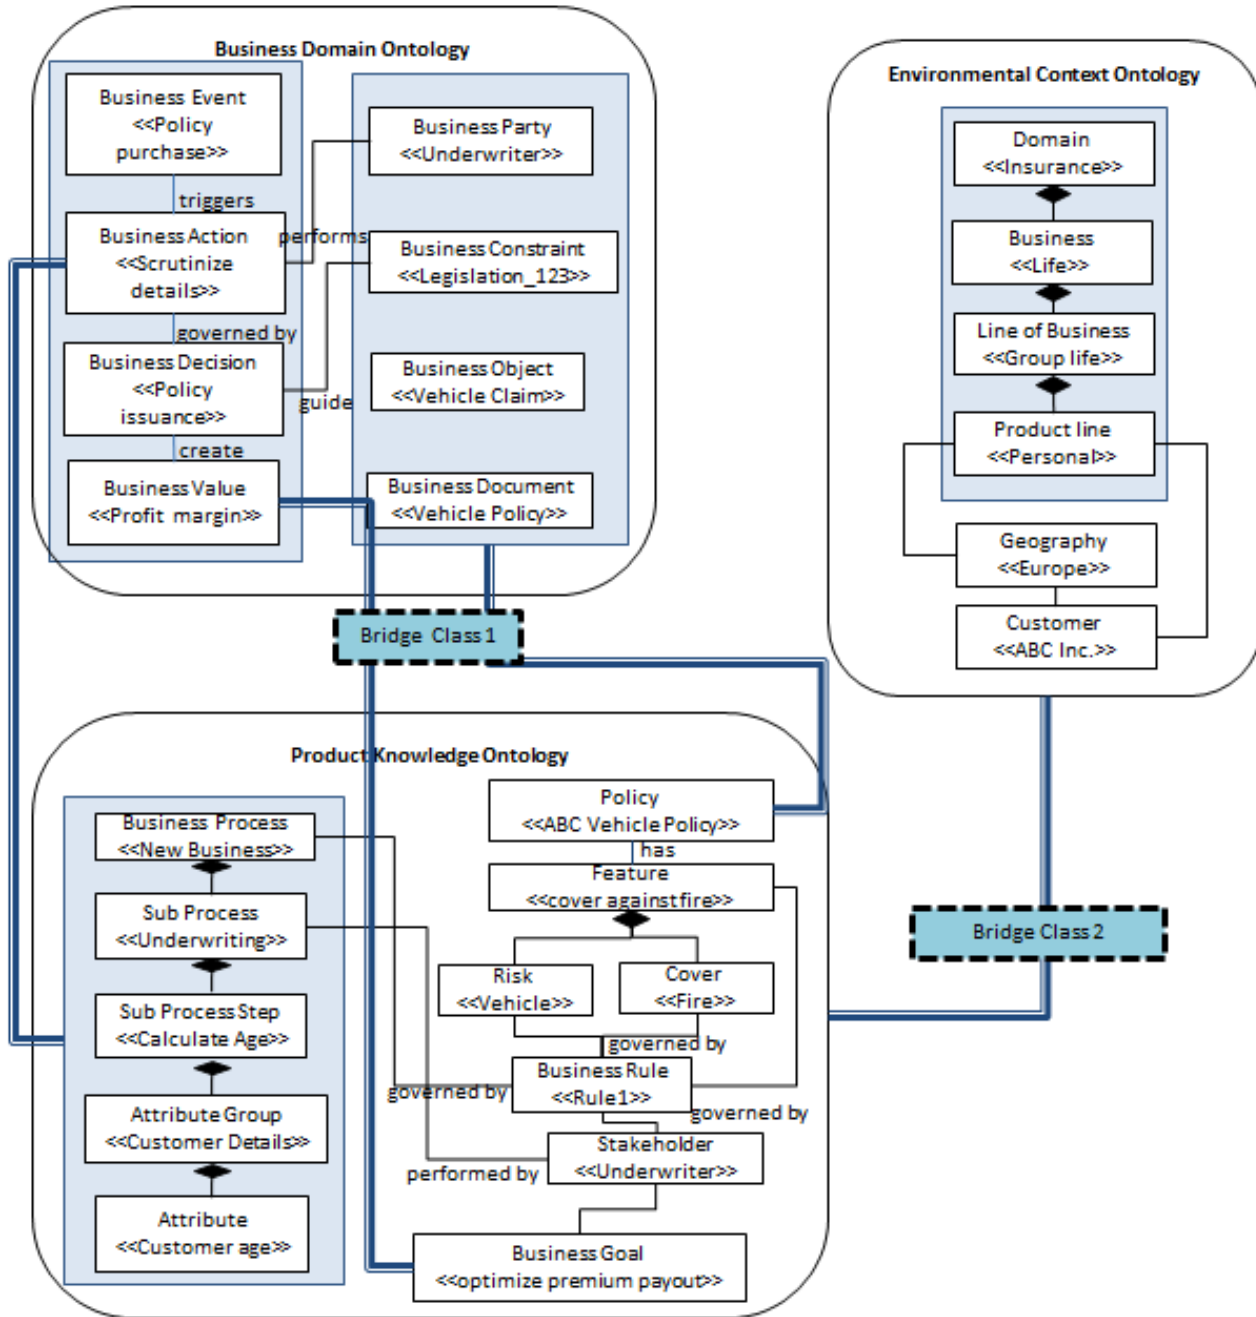 Business Domain Ontology
Business Event
<<Policy
purchase>>
triggers
Business Action
<<Scrutinize
details>>
performs
governed by
Business Decision
<<Policy
issuance>>
guide
create
Business Value
<<Profit margin>>
Business Party
<<Underwriter>>
Business Constraint
<<Legislation_123>>
Business Object
<<Vehicle Claim>>
Business Document
<<Vehicle Policy>>
Environmental Context Ontology
Domain
<<Insurance>>
Business
<<Life>>
Line of Business
<<Group life>>
Product line
<<Personal>>
Geography
<<Europe>>
Customer
<<ABC Inc.>>
Bridge Class 1
Bridge Class 2
Product Knowledge Ontology
Business Process
<<New Business>>
Sub Process
<<Underwriting>>
Sub Process Step
<<Calculate Age>>
Attribute Group
<<Customer Details>>
Attribute
<<Customer age>>
Policy
<<ABC Vehicle Policy>>
has
Feature
<<cover against fire>>
Risk
<<Vehicle>>
Cover
<<Fire>>
governed by
Business Rule
<<Rule1>>
governed by
governed by
Stakeholder
<<Underwriter>>
performed by
Business Goal
<<optimize premium payout>>